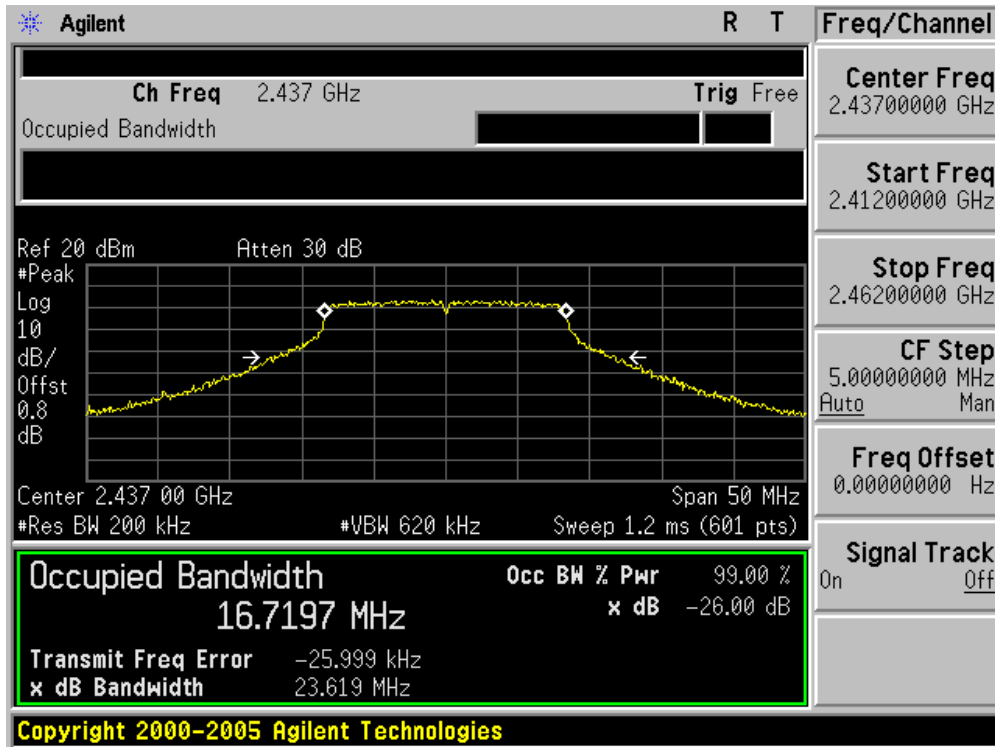 Agilent R T
Freq/Channel
Ch Freq 2.437 GHz Trig Free
Occupied Bandwidth
Ref 20 dBm Atten 30 dB
#Peak
Log
10
dB/
Offst
0.8
dB
Center 2.437 00 GHz Span 50 MHz
#Res BW 200 kHz #VBW 620 kHz Sweep 1.2 ms (601 pts)
Occupied Bandwidth Occ BW % Pwr 99.00 %
16.7197 MHz x dB -26.00 dB
Transmit Freq Error -25.999 kHz
x dB Bandwidth 23.619 MHz
Copyright 2000-2005 Agilent Technologies
Center Freq
2.43700000 GHz
Start Freq
2.41200000 GHz
Stop Freq
2.46200000 GHz
CF Step
5.00000000 MHz
Auto Man
Freq Offset
0.00000000 Hz
Signal Track
On Off